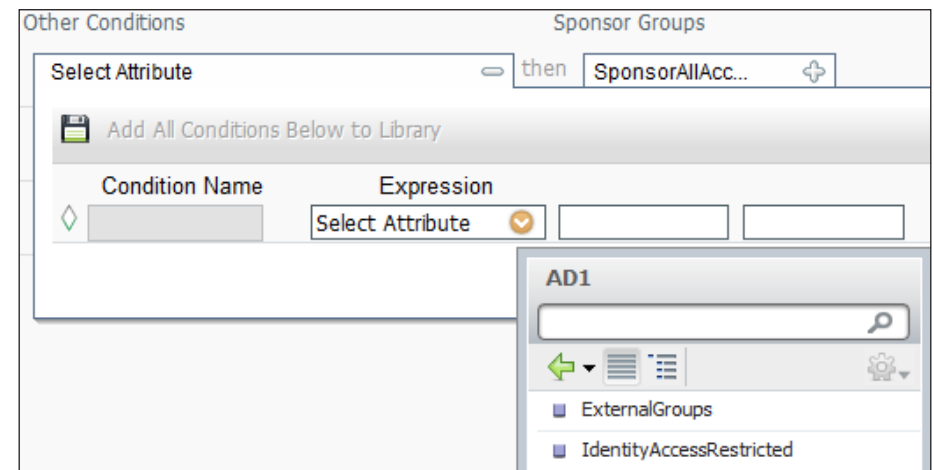 Other Conditions Sponsor Groups
Select Attribute then SponsorAllAcc...
Add All Conditions Below to Library
Condition Name Expression
Select Attribute
AD1
ExternalGroups
IdentityAccessRestricted